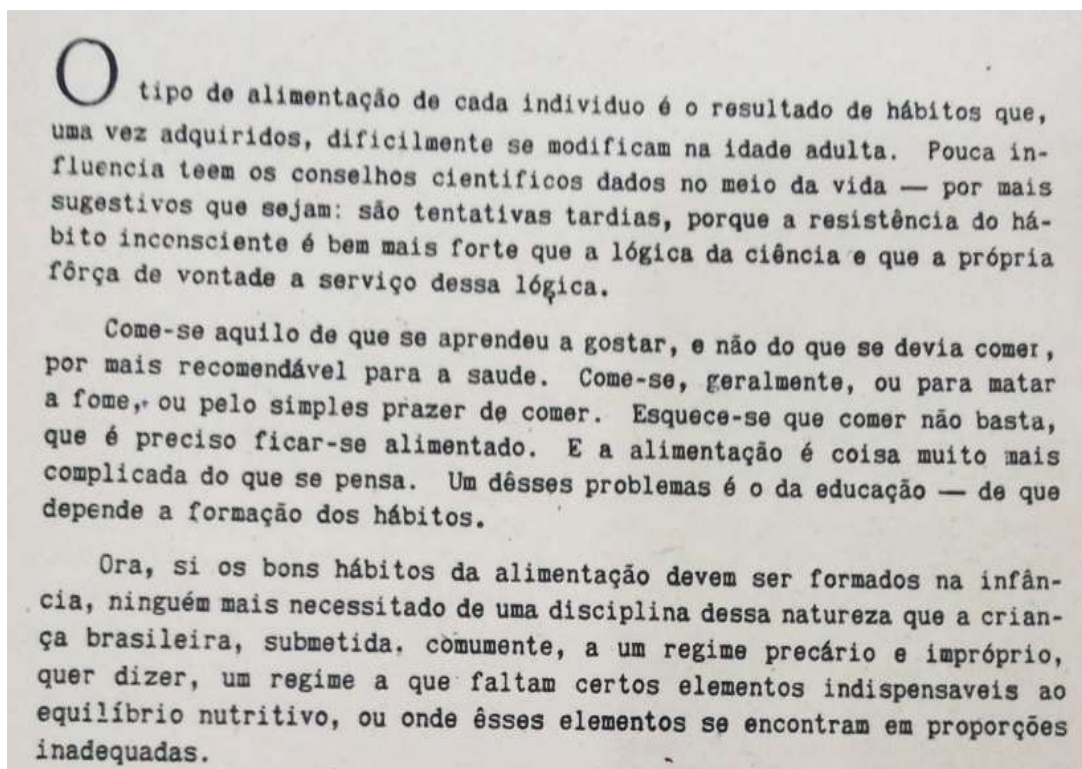 O tipo de alimentação de cada individuo é o resultado de hábitos que,
uma vez adquiridos, dificilmente se modificam na idade adulta. Pouca in-
fluencia teem os conselhos cientificos dados no meio da vida — por mais
sugestivos que sejam: são tentativas tardias, porque a resistência do há-
bito inconsciente é bem mais forte que a lógica da ciência e que a própria
fôrça de vontade a serviço dessa lógica.
Come-se aquilo de que se aprendeu a gostar, e não do que se devia comer,
por mais recomendável para a saude. Come-se, geralmente, ou para matar
a fome, ou pelo simples prazer de comer. Esquece-se que comer não basta,
que é preciso ficar-se alimentado. E a alimentação é coisa muito mais
complicada do que se pensa. Um dêsses problemas é o da educação — de que
depende a formação dos hábitos.
Ora, si os bons hábitos da alimentação devem ser formados na infân-
cia, ninguém mais necessitado de uma disciplina dessa natureza que a crian-
ça brasileira, submetida, comumente, a um regime precário e impróprio,
quer dizer, um regime a que faltam certos elementos indispensaveis ao
equilíbrio nutritivo, ou onde êsses elementos se encontram em proporções
inadequadas.